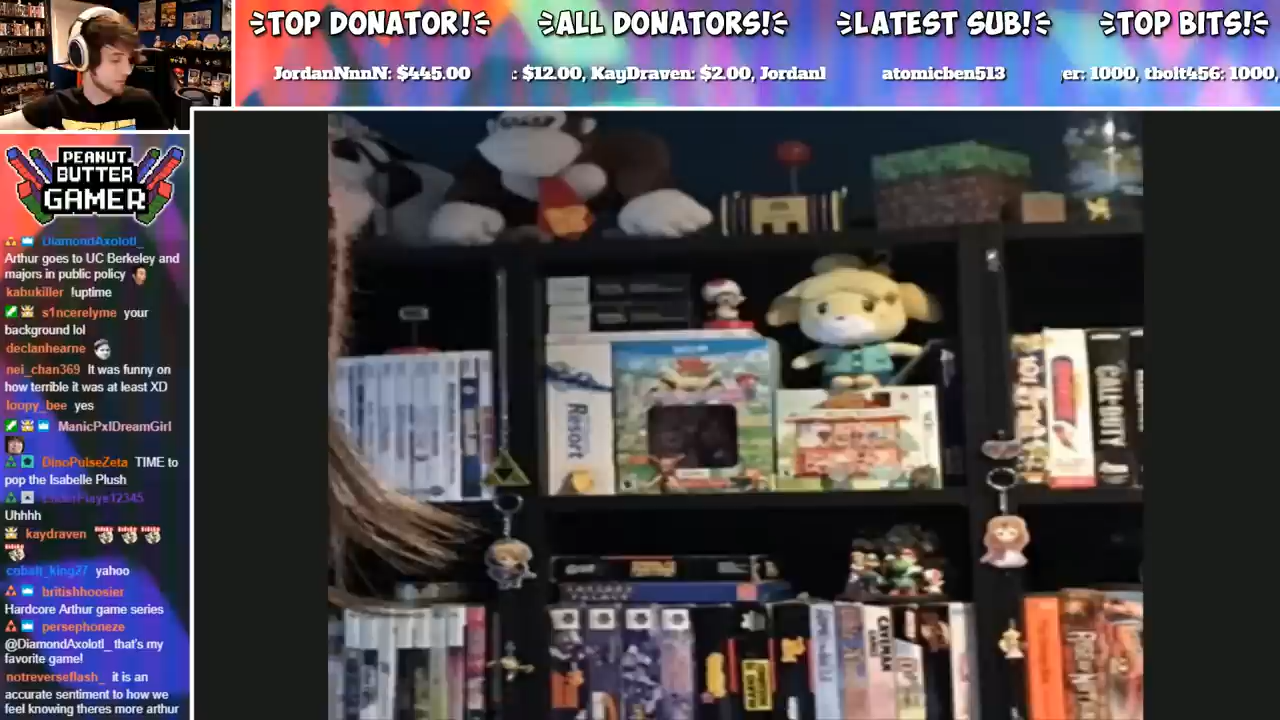 TOP DONATOR!
ALL DONATORS!
LATEST SUB!
TOP BITS!
JordanNnnN: $445.00
: $12.00, KayDraven: $2.00, Jordanl
atomicben513
er: 1000, tbolt456: 1000,
PEANUT
BUTTER
GAMER
DiamondAxolotl_
Arthur goes to UC Berkeley and
majors in public policy
kabukiller !uptime
s1ncerelyme your
background lol
declanhearne
nei_chan369 It was funny on
how terrible it was at least XD
loopy_bee yes
ManicPxlDreamGirl
DinoPulseZeta TIME to
pop the Isabelle Plush
Uhhh
kaydraven
cobalt_king27 yahoo
britishhoosier
Hardcore Arthur game series
persephoneze
@DiamondAxolotl_ that's my
favorite game!
notreverseflash_ it is an
accurate sentiment to how we
feel knowing theres more arthur
Resort
CALL-DUTY
CAVEMAN